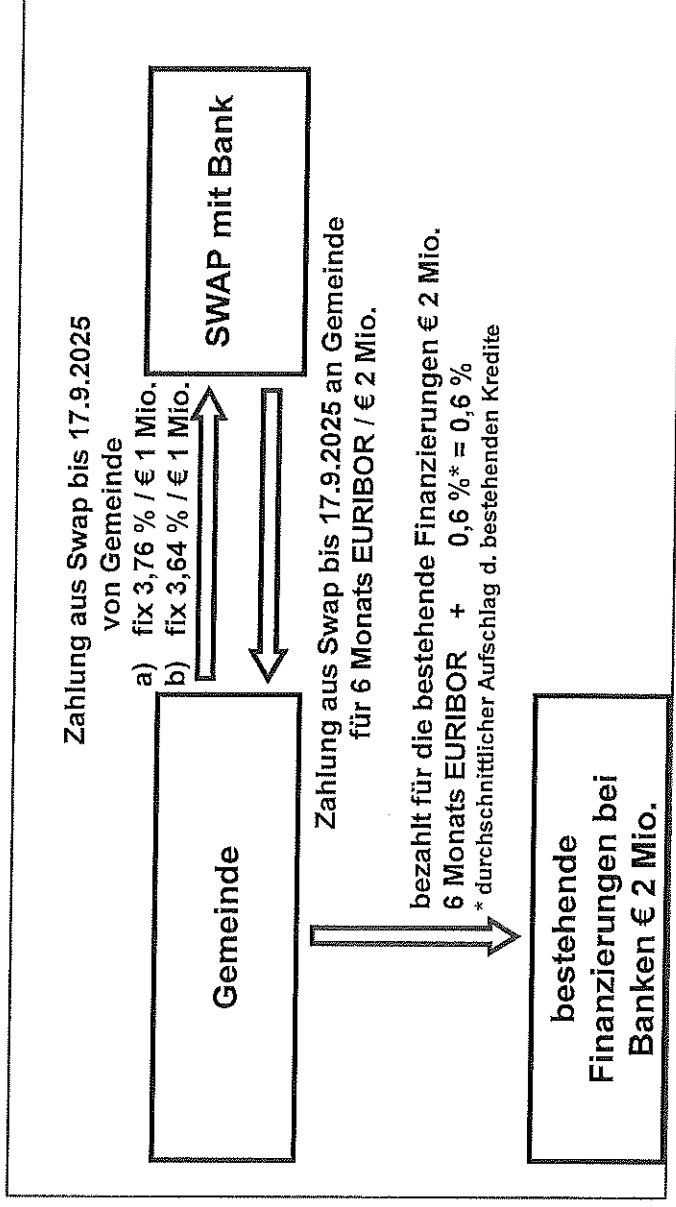 Zahlung aus Swap bis 17.9.2025
von Gemeinde
a) fix 3,76 % / € 1 Mio.
b) fix 3,64 % / € 1 Mio.
Gemeinde
SWAP mit Bank
Zahlung aus Swap bis 17.9.2025 an Gemeinde
für 6 Monats EURIBOR / € 2 Mio.
bezahlt für die bestehende Finanzierungen € 2 Mio.
6 Monats EURIBOR + 0,6 %* = 0,6 %
* durchschnittlicher Aufschlag d. bestehenden Kredite
bestehende
Finanzierungen bei
Banken € 2 Mio.